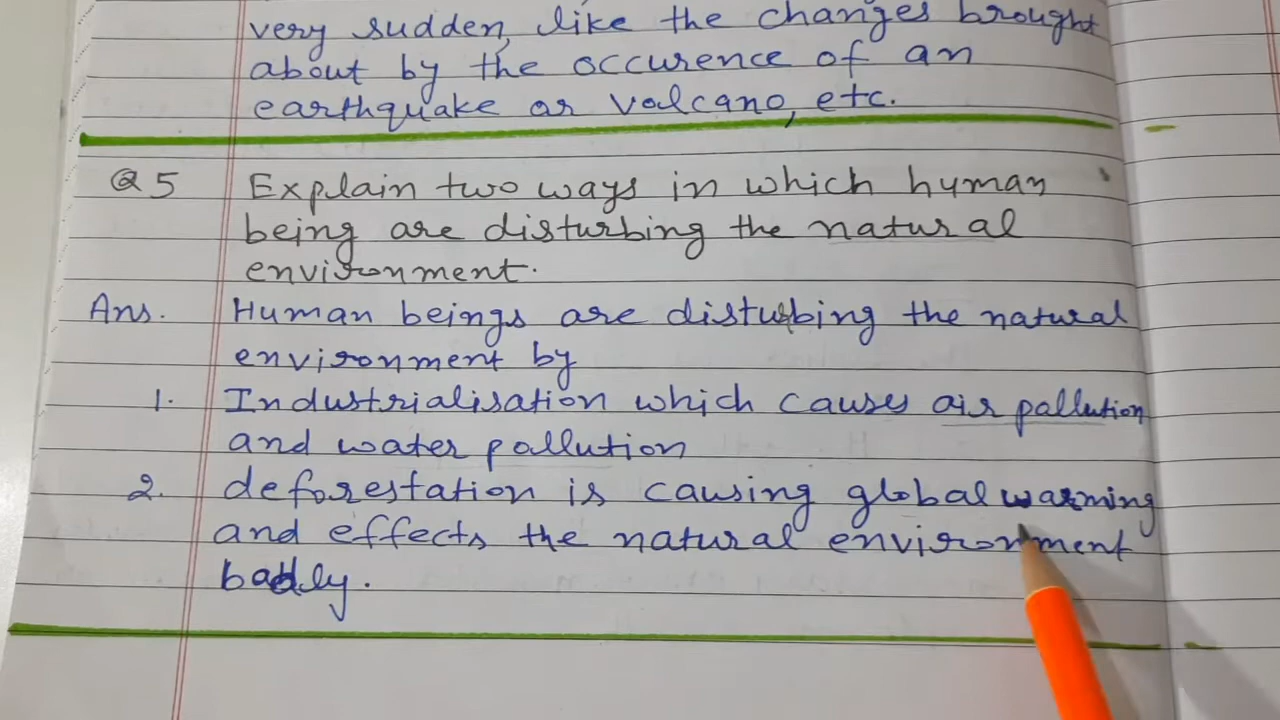 very sudden, like the changes brought
about by the occurence of an
earthquake or volcano, etc.
Q5 Explain two ways in which human
being are disturbing the natural
environment.
Ans. Human beings are disturbing the natural
environment by
1. Industrialisation which causes air pollution
and water pollution
2. deforestation is causing global warming
and effects the natural environment
badly.